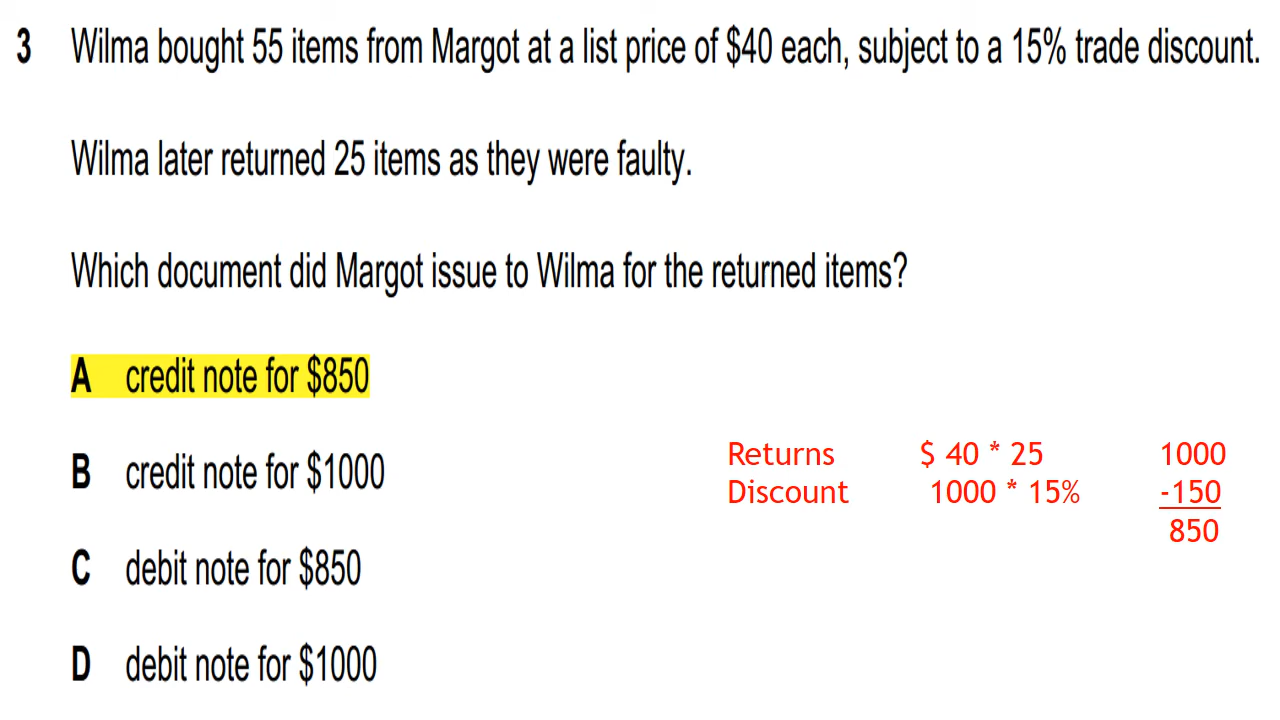 3 Wilma bought 55 items from Margot at a list price of $40 each, subject to a 15% trade discount.
Wilma later returned 25 items as they were faulty.
Which document did Margot issue to Wilma for the returned items?
A credit note for $850
B credit note for $1000
Returns $ 40 * 25 1000
Discount 1000 * 15% -150
850
C debit note for $850
D debit note for $1000